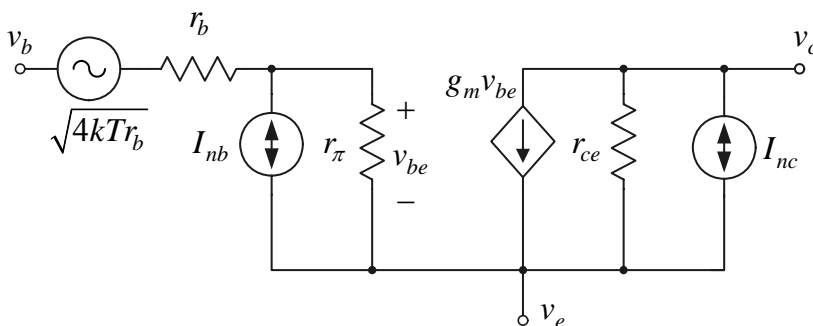 v_b
r_b
√4kTr_b
I_nb
r_π
+
v_be
−
g_m v_be
r_ce
I_nc
v_c
v_e